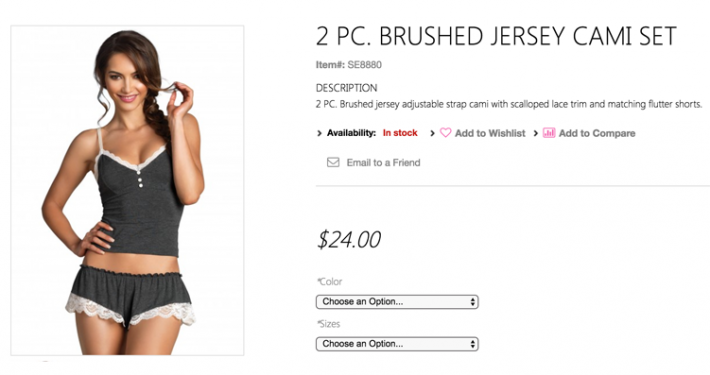 2 PC. BRUSHED JERSEY CAMI SET
Item#: SE8880
DESCRIPTION
2 PC. Brushed jersey adjustable strap cami with scalloped lace trim and matching flutter shorts.
Availability: In stock Add to Wishlist Add to Compare
Email to a Friend
$24.00
*Color
Choose an Option...
*Sizes
Choose an Option...